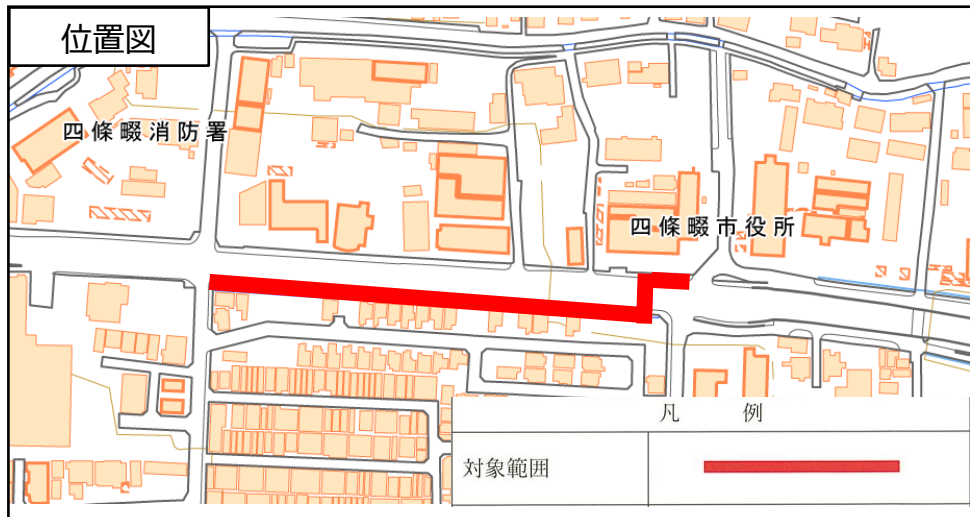 位置図
四條畷消防署
四條畷市役所
凡 例
対象範囲